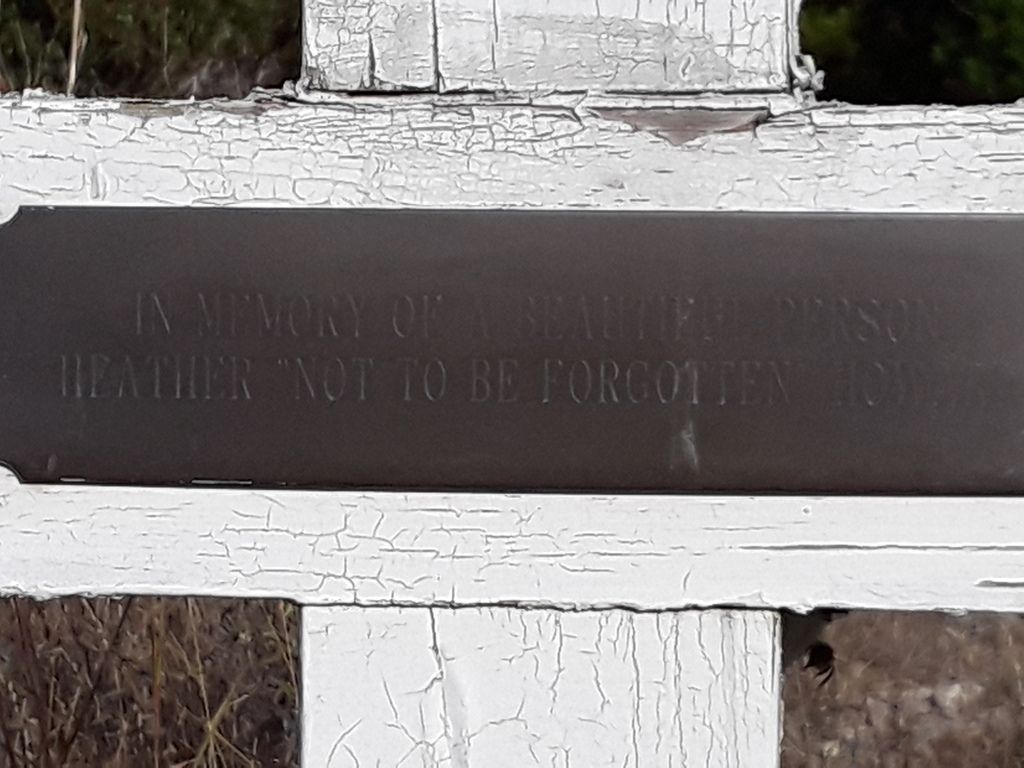 IN MEMORY OF A BEAUTIFUL PERSON
HEATHER "NOT TO BE FORGOTTEN"